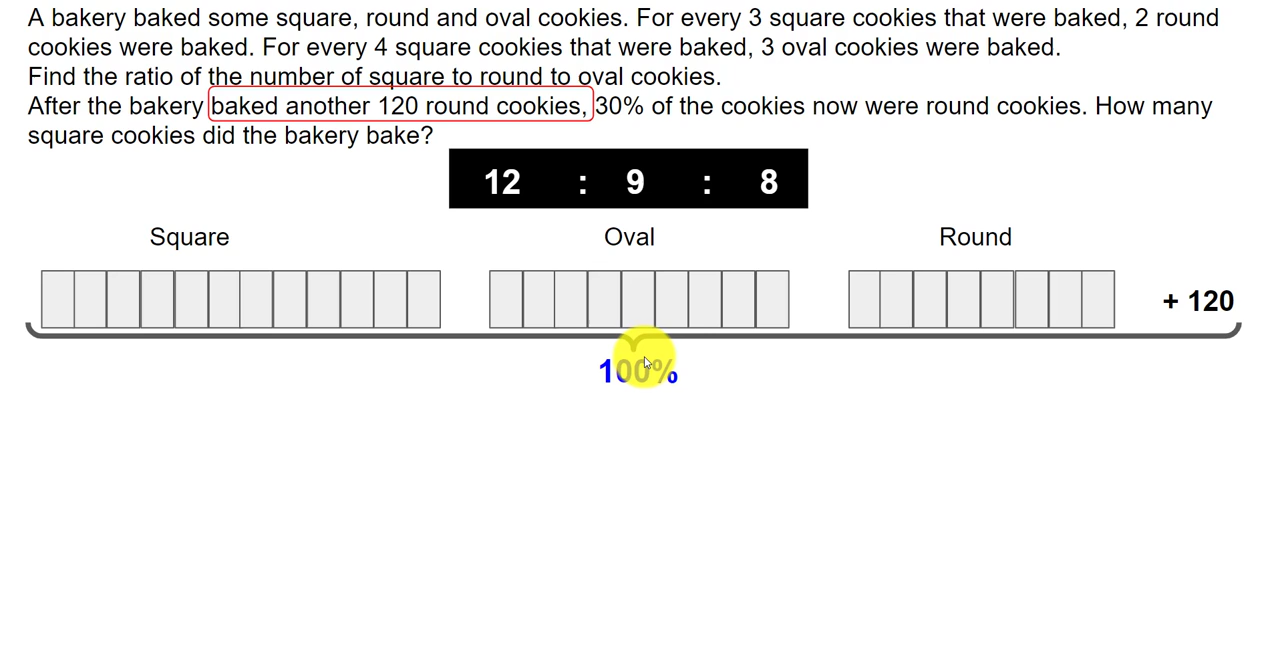 A bakery baked some square, round and oval cookies. For every 3 square cookies that were baked, 2 round
cookies were baked. For every 4 square cookies that were baked, 3 oval cookies were baked.
Find the ratio of the number of square to round to oval cookies.
After the bakery baked another 120 round cookies, 30% of the cookies now were round cookies. How many
square cookies did the bakery bake?
12 : 9 : 8
Square Oval Round
+ 120
100%